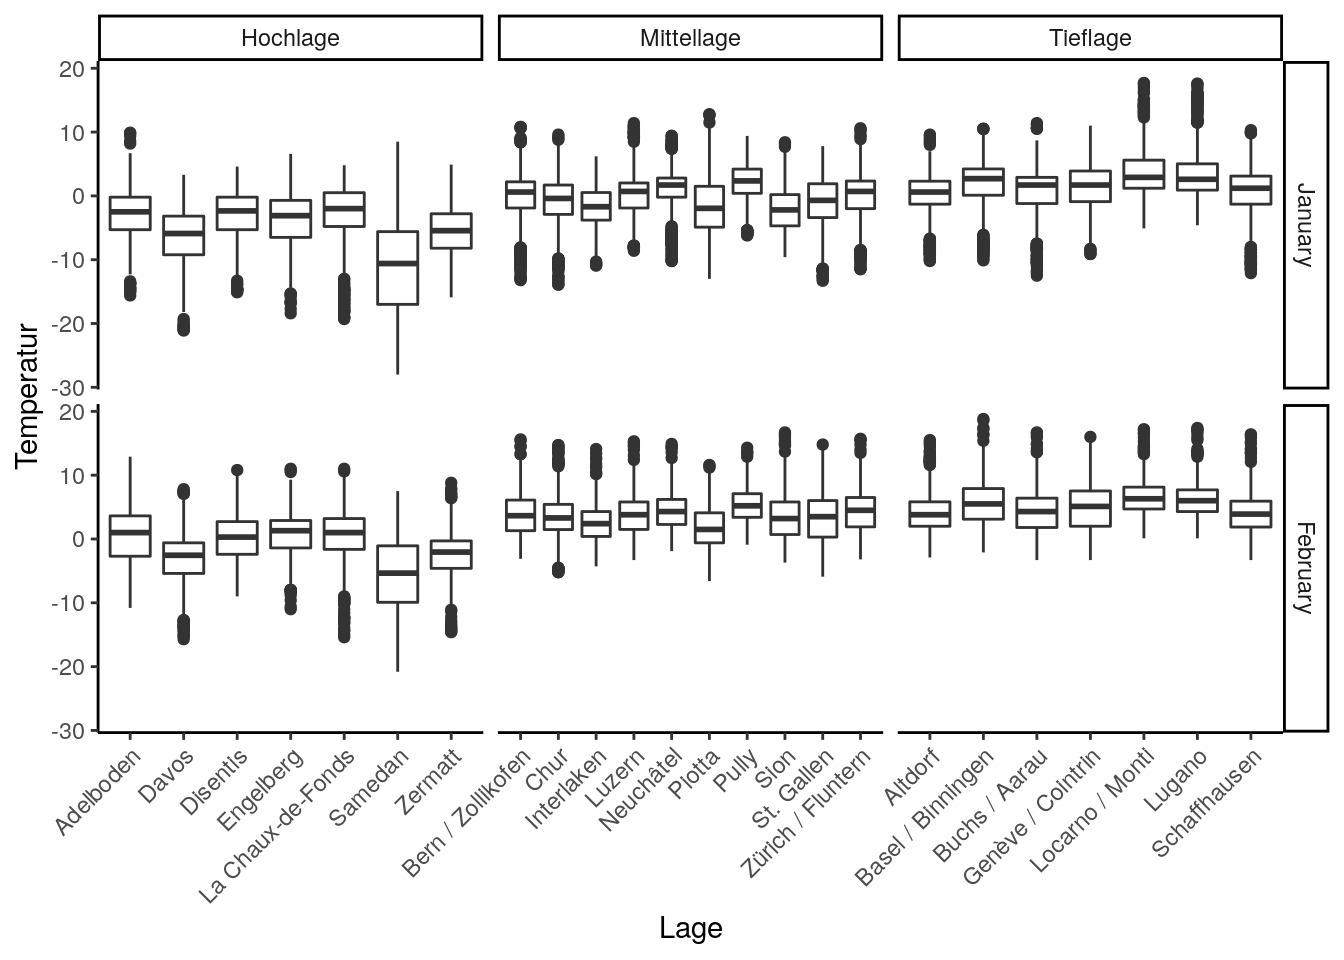 Hochlage
Mittellage
Tieflage
20
10
0
-10
-20
-30
January
20
10
0
-10
-20
-30
February
Temperatur
Adelboden
Davos
Disentis
Engelberg
La Chaux-de-Fonds
Samedan
Zermatt
Bern / Zollikofen
Chur
Interlaken
Luzern
Neuchâtel
Piotta
Pully
Sion
St. Gallen
Zürich / Fluntern
Altdorf
Basel / Binningen
Buchs / Aarau
Genève / Cointrin
Locarno / Monti
Lugano
Schaffhausen
Lage